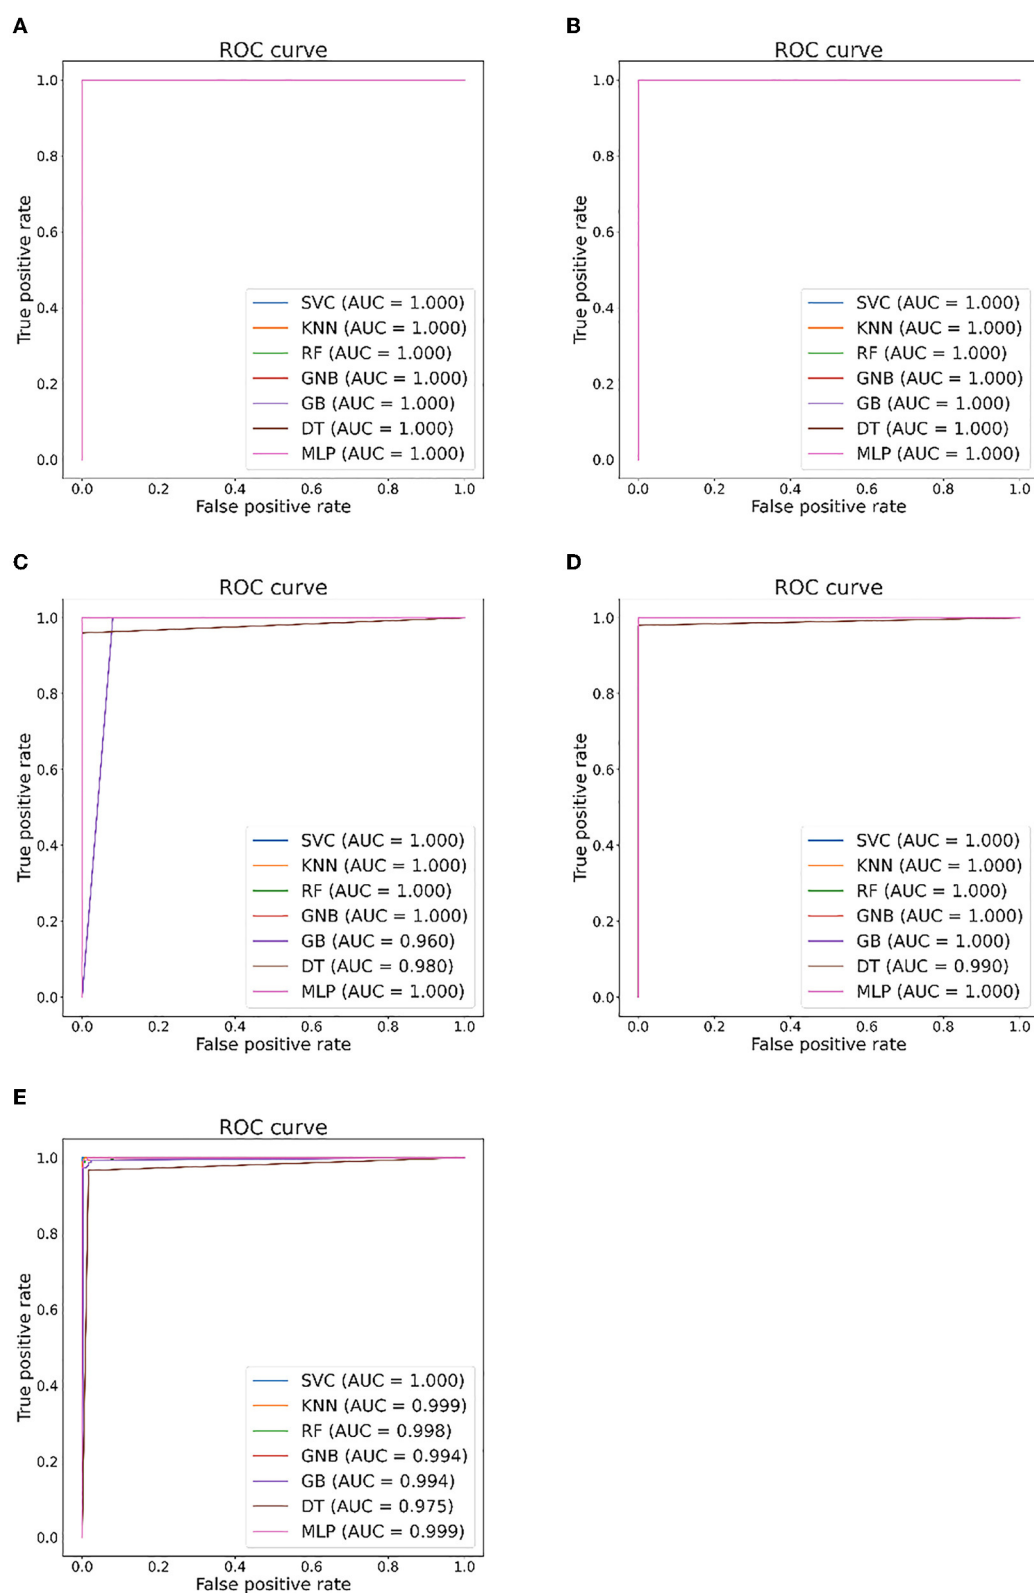 A
ROC curve
1.0
0.8
0.6
0.4
0.2
0.0
True positive rate
SVC (AUC = 1.000)
KNN (AUC = 1.000)
RF (AUC = 1.000)
GNB (AUC = 1.000)
GB (AUC = 1.000)
DT (AUC = 1.000)
MLP (AUC = 1.000)
0.0 0.2 0.4 0.6 0.8 1.0
False positive rate
B
ROC curve
1.0
0.8
0.6
0.4
0.2
0.0
True positive rate
SVC (AUC = 1.000)
KNN (AUC = 1.000)
RF (AUC = 1.000)
GNB (AUC = 1.000)
GB (AUC = 1.000)
DT (AUC = 1.000)
MLP (AUC = 1.000)
0.0 0.2 0.4 0.6 0.8 1.0
False positive rate
C
ROC curve
1.0
0.8
0.6
0.4
0.2
0.0
True positive rate
SVC (AUC = 1.000)
KNN (AUC = 1.000)
RF (AUC = 1.000)
GNB (AUC = 1.000)
GB (AUC = 0.960)
DT (AUC = 0.980)
MLP (AUC = 1.000)
0.0 0.2 0.4 0.6 0.8 1.0
False positive rate
D
ROC curve
1.0
0.8
0.6
0.4
0.2
0.0
True positive rate
SVC (AUC = 1.000)
KNN (AUC = 1.000)
RF (AUC = 1.000)
GNB (AUC = 1.000)
GB (AUC = 1.000)
DT (AUC = 0.990)
MLP (AUC = 1.000)
0.0 0.2 0.4 0.6 0.8 1.0
False positive rate
E
ROC curve
1.0
0.8
0.6
0.4
0.2
0.0
True positive rate
SVC (AUC = 1.000)
KNN (AUC = 0.999)
RF (AUC = 0.998)
GNB (AUC = 0.994)
GB (AUC = 0.994)
DT (AUC = 0.975)
MLP (AUC = 0.999)
0.0 0.2 0.4 0.6 0.8 1.0
False positive rate